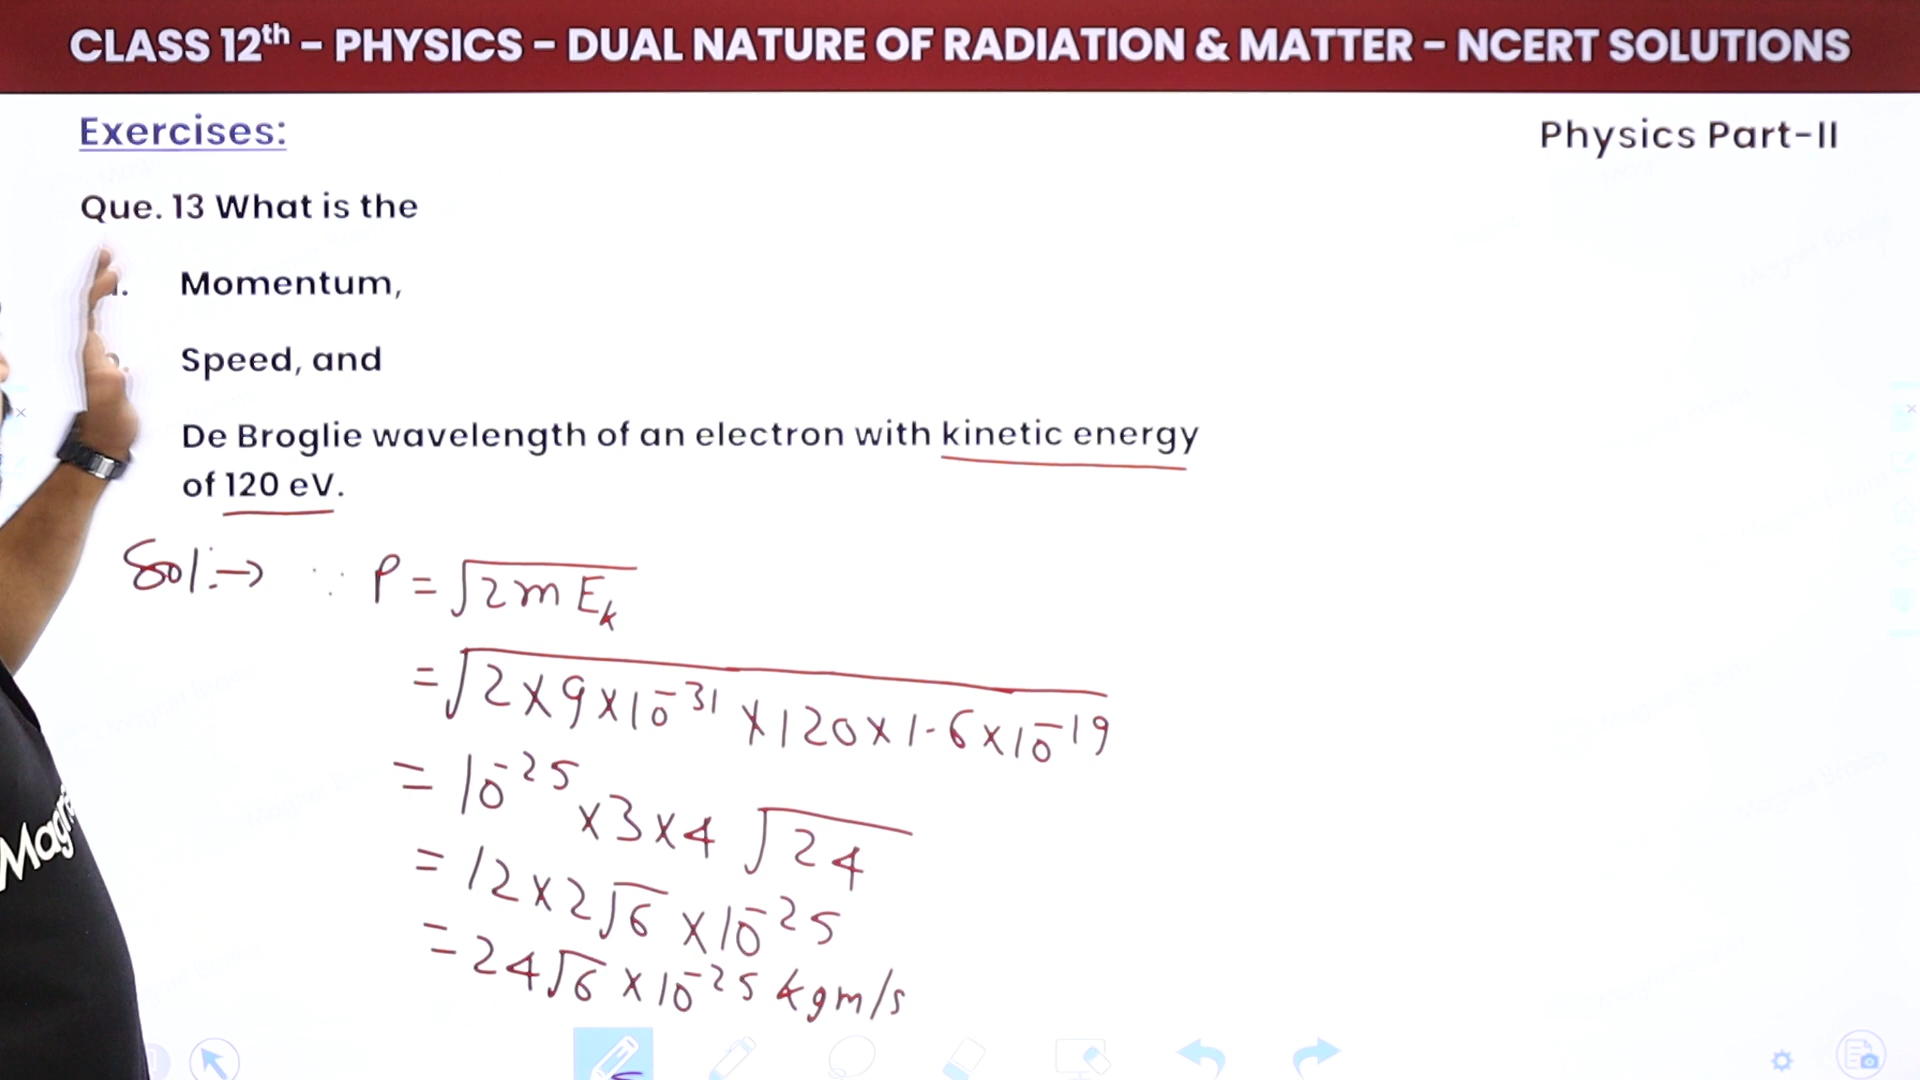 CLASS 12th – PHYSICS – DUAL NATURE OF RADIATION & MATTER – NCERT SOLUTIONS
Exercises:
Physics Part-II
Que. 13 What is the
Momentum,
Speed, and
De Broglie wavelength of an electron with kinetic energy
of 120 eV.
Sol:→ ∵ P = √2mEk
= √2×9×10⁻³¹×120×1.6×10⁻¹⁹
= 10⁻²⁵×3×4√24
= 12×2√6×10⁻²⁵
= 24√6×10⁻²⁵ kgm/s